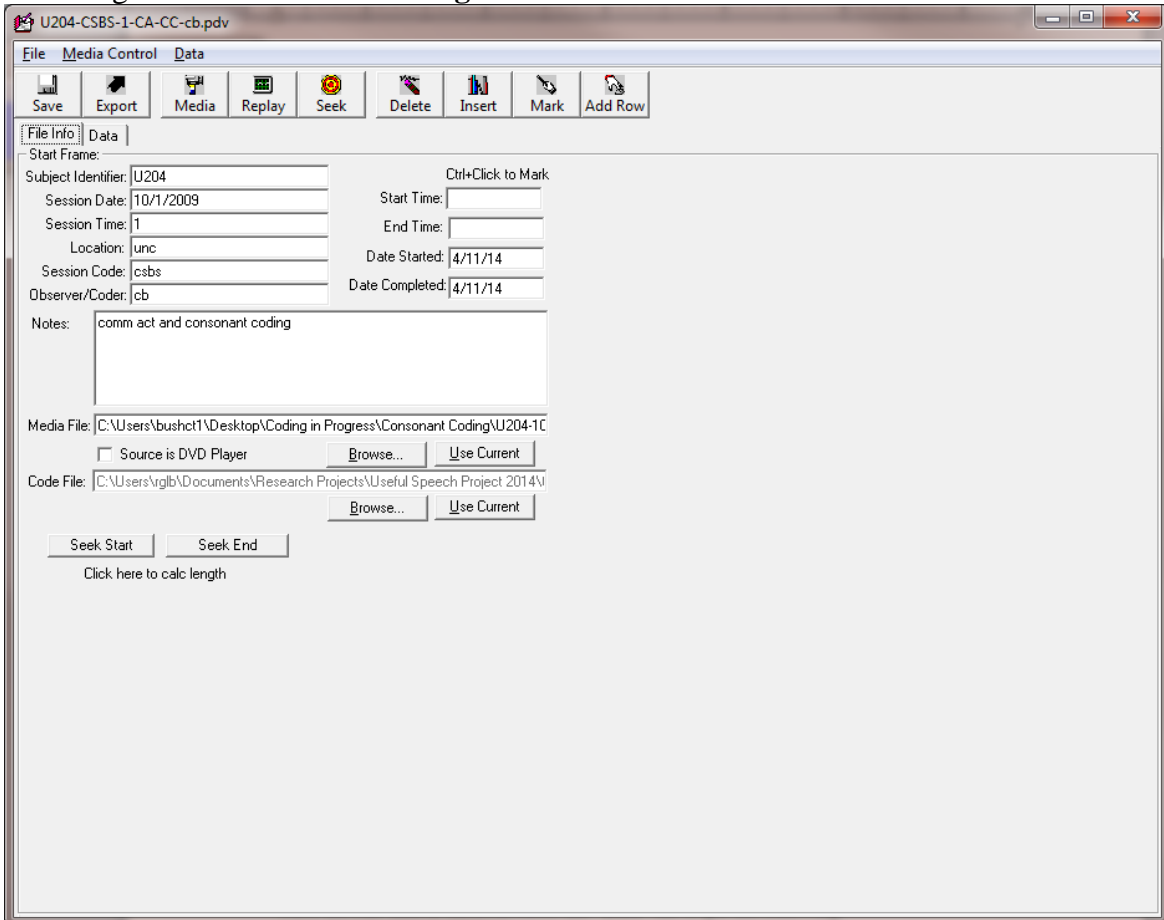 U204-CSBS-1-CA-CC-cb.pdv
File Media Control Data
Save Export Media Replay Seek Delete Insert Mark Add Row
File Info Data
Start Frame:
Subject Identifier: U204 Ctrl+Click to Mark
Session Date: 10/1/2009 Start Time:
Session Time: 1 End Time:
Location: unc Date Started: 4/11/14
Session Code: csbs Date Completed: 4/11/14
Observer/Coder: cb
Notes: comm act and consonant coding
Media File: C:\Users\bushct1\Desktop\Coding in Progress\Consonant Coding\U204-10
Source is DVD Player Browse... Use Current
Code File: C:\Users\rglb\Documents\Research Projects\Useful Speech Project 2014\
Browse... Use Current
Seek Start Seek End
Click here to calc length